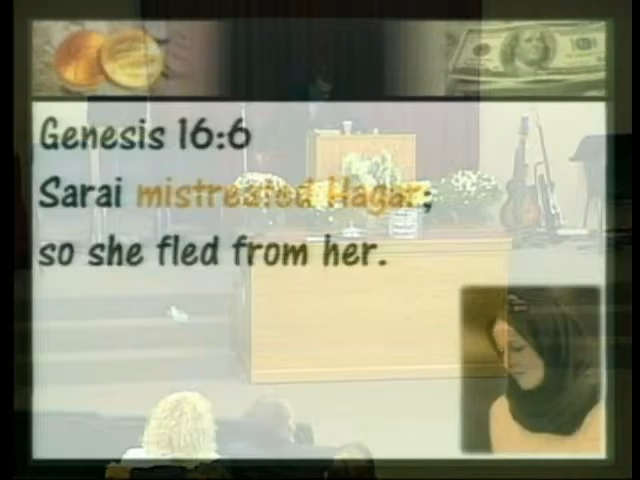 Genesis 16:6
Sarai mistreated Hagar;
so she fled from her.